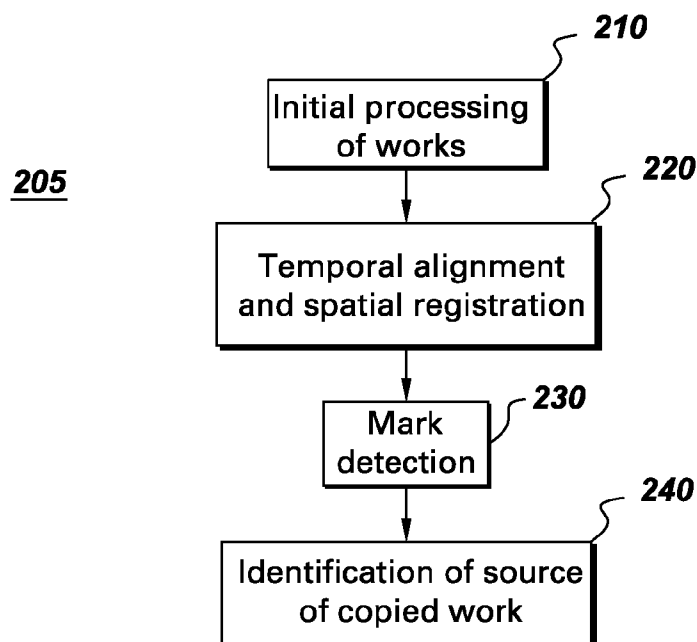 210
Initial processing
of works
205
220
Temporal alignment
and spatial registration
230
Mark
detection
240
Identification of source
of copied work